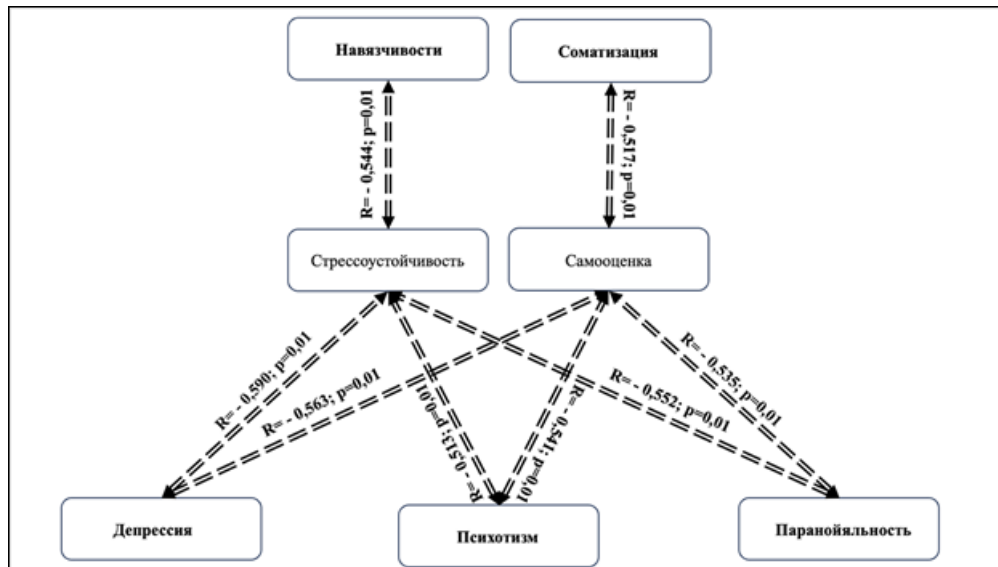 Навязчивости
Соматизация
R= - 0,544; p=0,01
R= - 0,517; p=0,01
Стрессоустойчивость
Самооценка
R= - 0,590; p=0,01
R= - 0,563; p=0,01
R= - 0,513; p=0,01
R= - 0,541; p=0,01
R= - 0,552; p=0,01
R= - 0,535; p=0,01
Депрессия
Психотизм
Паранойяльность